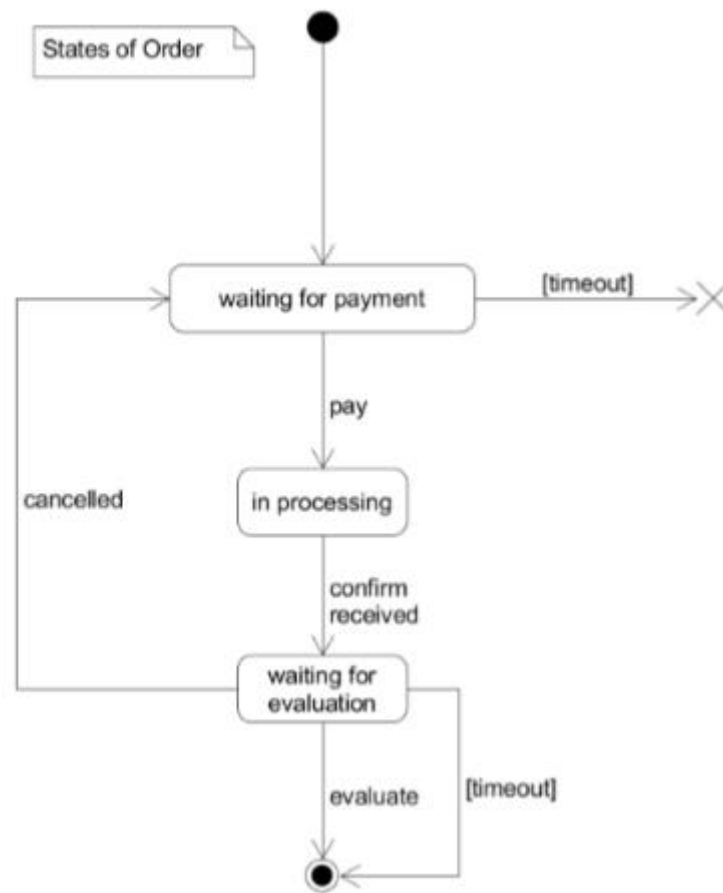 States of Order
waiting for payment
[timeout]
pay
cancelled
in processing
confirm
received
waiting for
evaluation
evaluate
[timeout]